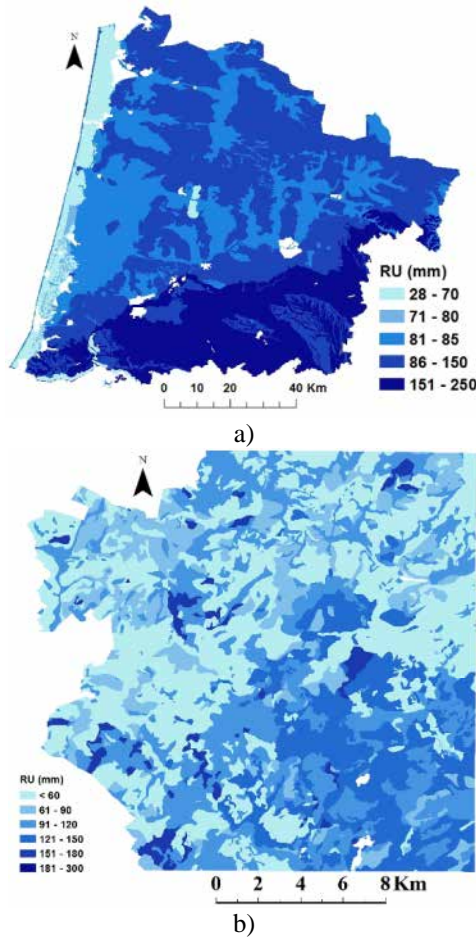 N
RU (mm)
28 - 70
71 - 80
81 - 85
86 - 150
151 - 250
0 10 20 40 Km
a)
N
RU (mm)
< 60
61 - 90
91 - 120
121 - 150
151 - 180
181 - 300
0 2 4 6 8 Km
b)